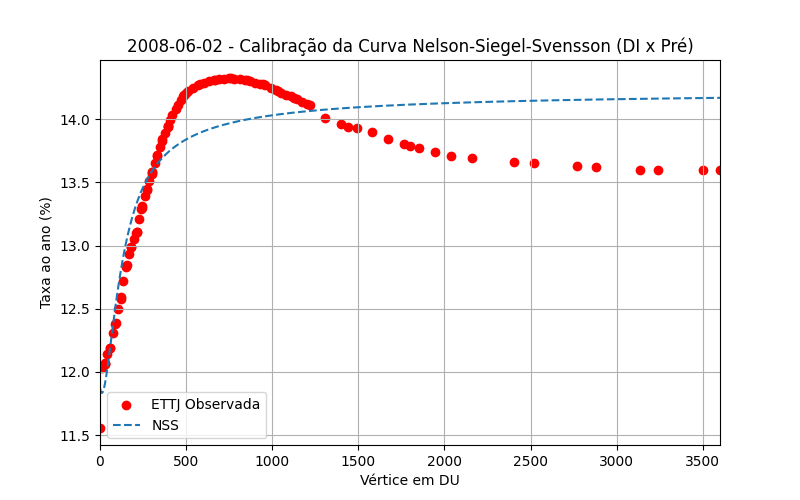 2008-06-02 - Calibração da Curva Nelson-Siegel-Svensson (DI x Pré)
Taxa ao ano (%)
14.0
13.5
13.0
12.5
12.0
11.5
ETTJ Observada
NSS
0 500 1000 1500 2000 2500 3000 3500
Vértice em DU